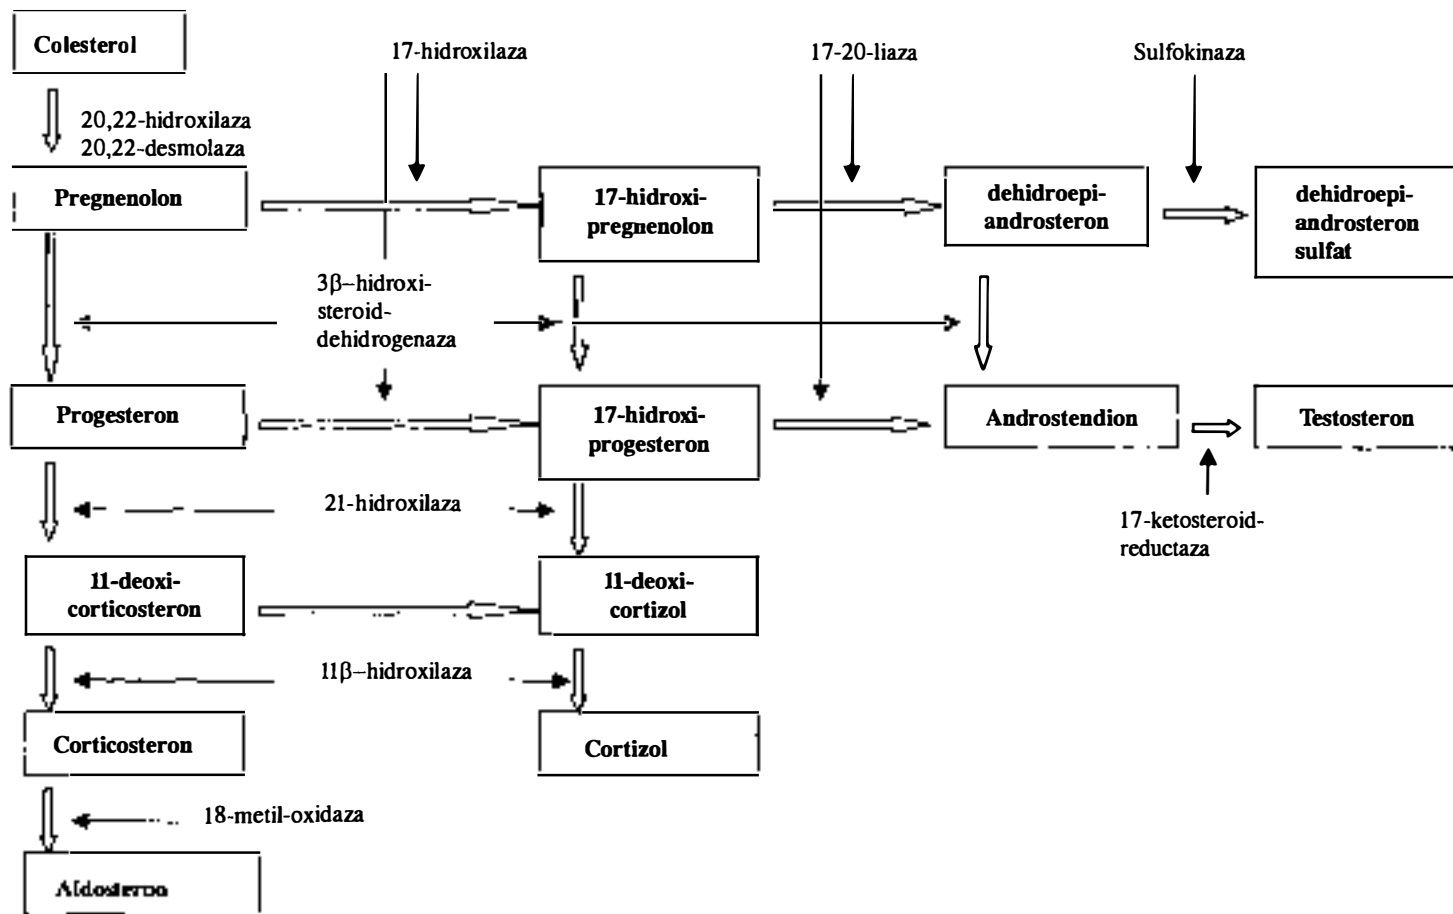 Colesterol
17-hidroxilaza
17-20-liaza
Sulfokinaza
20,22-hidroxilaza
20,22-desmolaza
Pregnenolon
17-hidroxi-
pregnenolon
dehidroepi-
androsteron
dehidroepi-
androsteron
sulfat
3β-hidroxi-
steroid-
dehidrogenaza
Progesteron
17-hidroxi-
progesteron
Androstendion
Testosteron
21-hidroxilaza
17-ketosteroid-
reductaza
11-deoxi-
corticosteron
11-deoxi-
cortizol
11β-hidroxilaza
Corticosteron
Cortizol
18-metil-oxidaza
Aldosteron